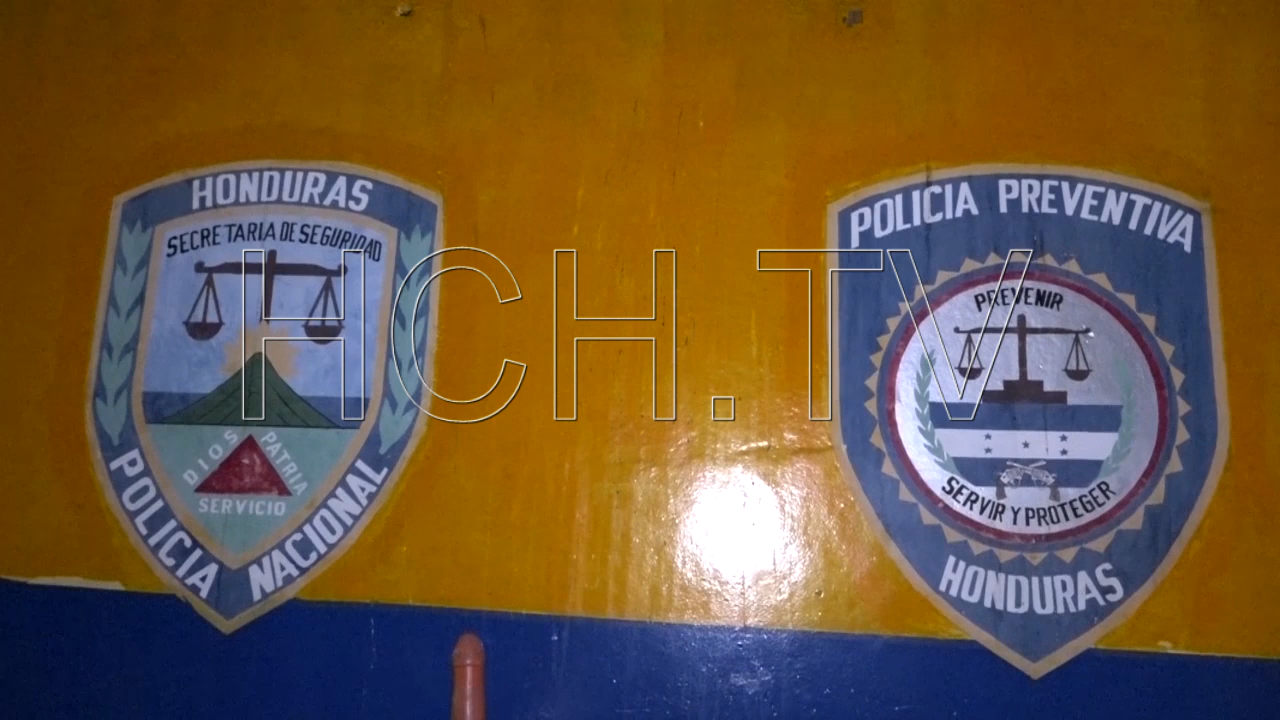 HONDURAS
SECRETARIA DE SEGURIDAD
DIOS
PATRIA
SERVICIO
POLICIA NACIONAL
POLICIA PREVENTIVA
PREVENIR
SERVIR Y PROTEGER
HONDURAS
HCH.TV